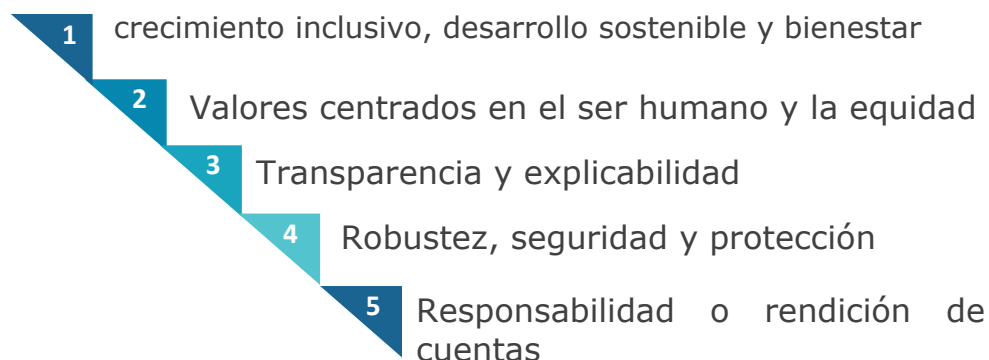 1 crecimiento inclusivo, desarrollo sostenible y bienestar
2 Valores centrados en el ser humano y la equidad
3 Transparencia y explicabilidad
4 Robustez, seguridad y protección
5 Responsabilidad o rendición de
cuentas